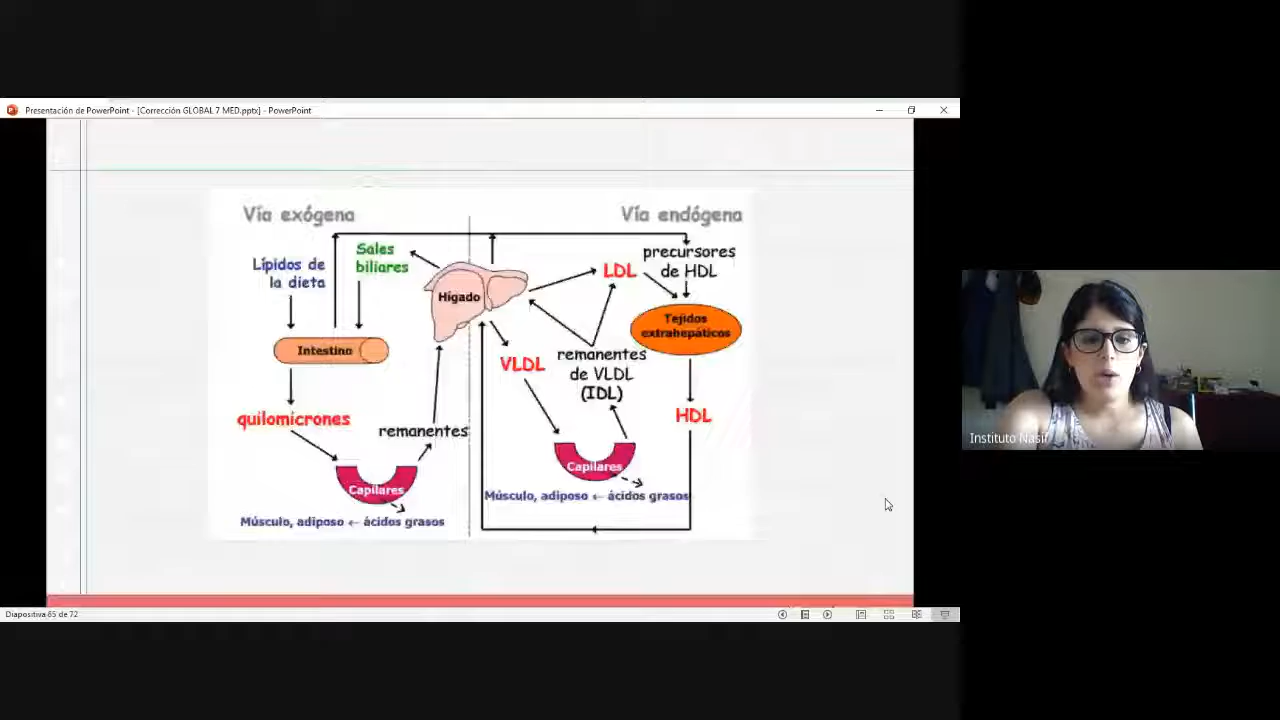 Presentación de PowerPoint - [Corrección GLOBAL 7 MED.pptx] - PowerPoint
Vía exógena
Vía endógena
Lípidos de
la dieta
Sales
biliares
Hígado
LDL
precursores
de HDL
Tejidos
extrahepáticos
Intestino
VLDL
remanentes
de VLDL
(IDL)
HDL
quilomicrones
remanentes
Capilares
Músculo, adiposo ← ácidos grasos
Capilares
Músculo, adiposo ← ácidos grasos
Instituto Nasif
Diapositiva 65 de 72